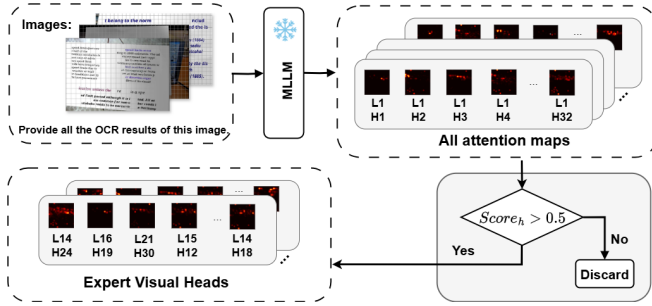 Images:
I belong to the norm
Provide all the OCR results of this image.
MLLM
L1 L1 L1 L1 L1
H1 H2 H3 H4 ... H32
All attention maps
Score_h > 0.5
Yes
No
Discard
L14 L16 L21 L15 L14
H24 H19 H30 H12 ... H18
Expert Visual Heads